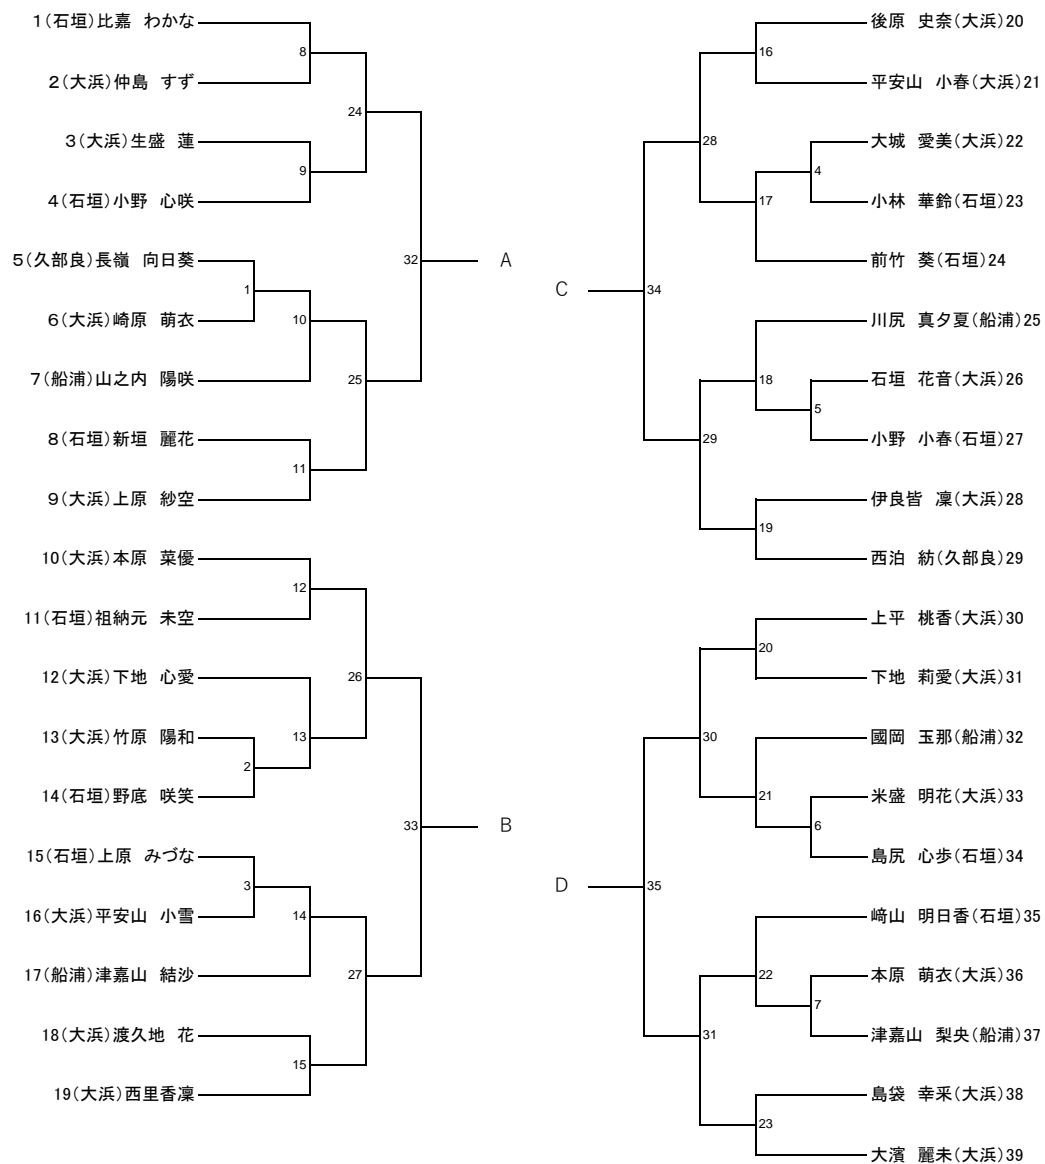 1(石垣)比嘉 わかな
8
2(大浜)仲島 すず
24
3(大浜)生盛 蓮
9
4(石垣)小野 心咲
32
A
5(久部良)長嶺 向日葵
1
6(大浜)崎原 萌衣
10
7(船浦)山之内 陽咲
25
8(石垣)新垣 麗花
11
9(大浜)上原 紗空
10(大浜)本原 菜優
12
11(石垣)祖納元 未空
26
12(大浜)下地 心愛
13
13(大浜)竹原 陽和
2
14(石垣)野底 咲笑
33
B
15(石垣)上原 みづな
3
16(大浜)平安山 小雪
14
17(船浦)津嘉山 結沙
27
18(大浜)渡久地 花
15
19(大浜)西里香凜
後原 史奈(大浜)20
16
平安山 小春(大浜)21
28
大城 愛美(大浜)22
4
小林 華鈴(石垣)23
17
前竹 葵(石垣)24
C
34
川尻 真夕夏(船浦)25
18
石垣 花音(大浜)26
5
小野 小春(石垣)27
29
伊良皆 凜(大浜)28
19
西泊 紡(久部良)29
上平 桃香(大浜)30
20
下地 莉愛(大浜)31
30
國岡 玉那(船浦)32
21
米盛 明花(大浜)33
6
島尻 心歩(石垣)34
D
35
﨑山 明日香(石垣)35
22
本原 萌衣(大浜)36
7
津嘉山 梨央(船浦)37
31
島袋 幸采(大浜)38
23
大濱 麗未(大浜)39